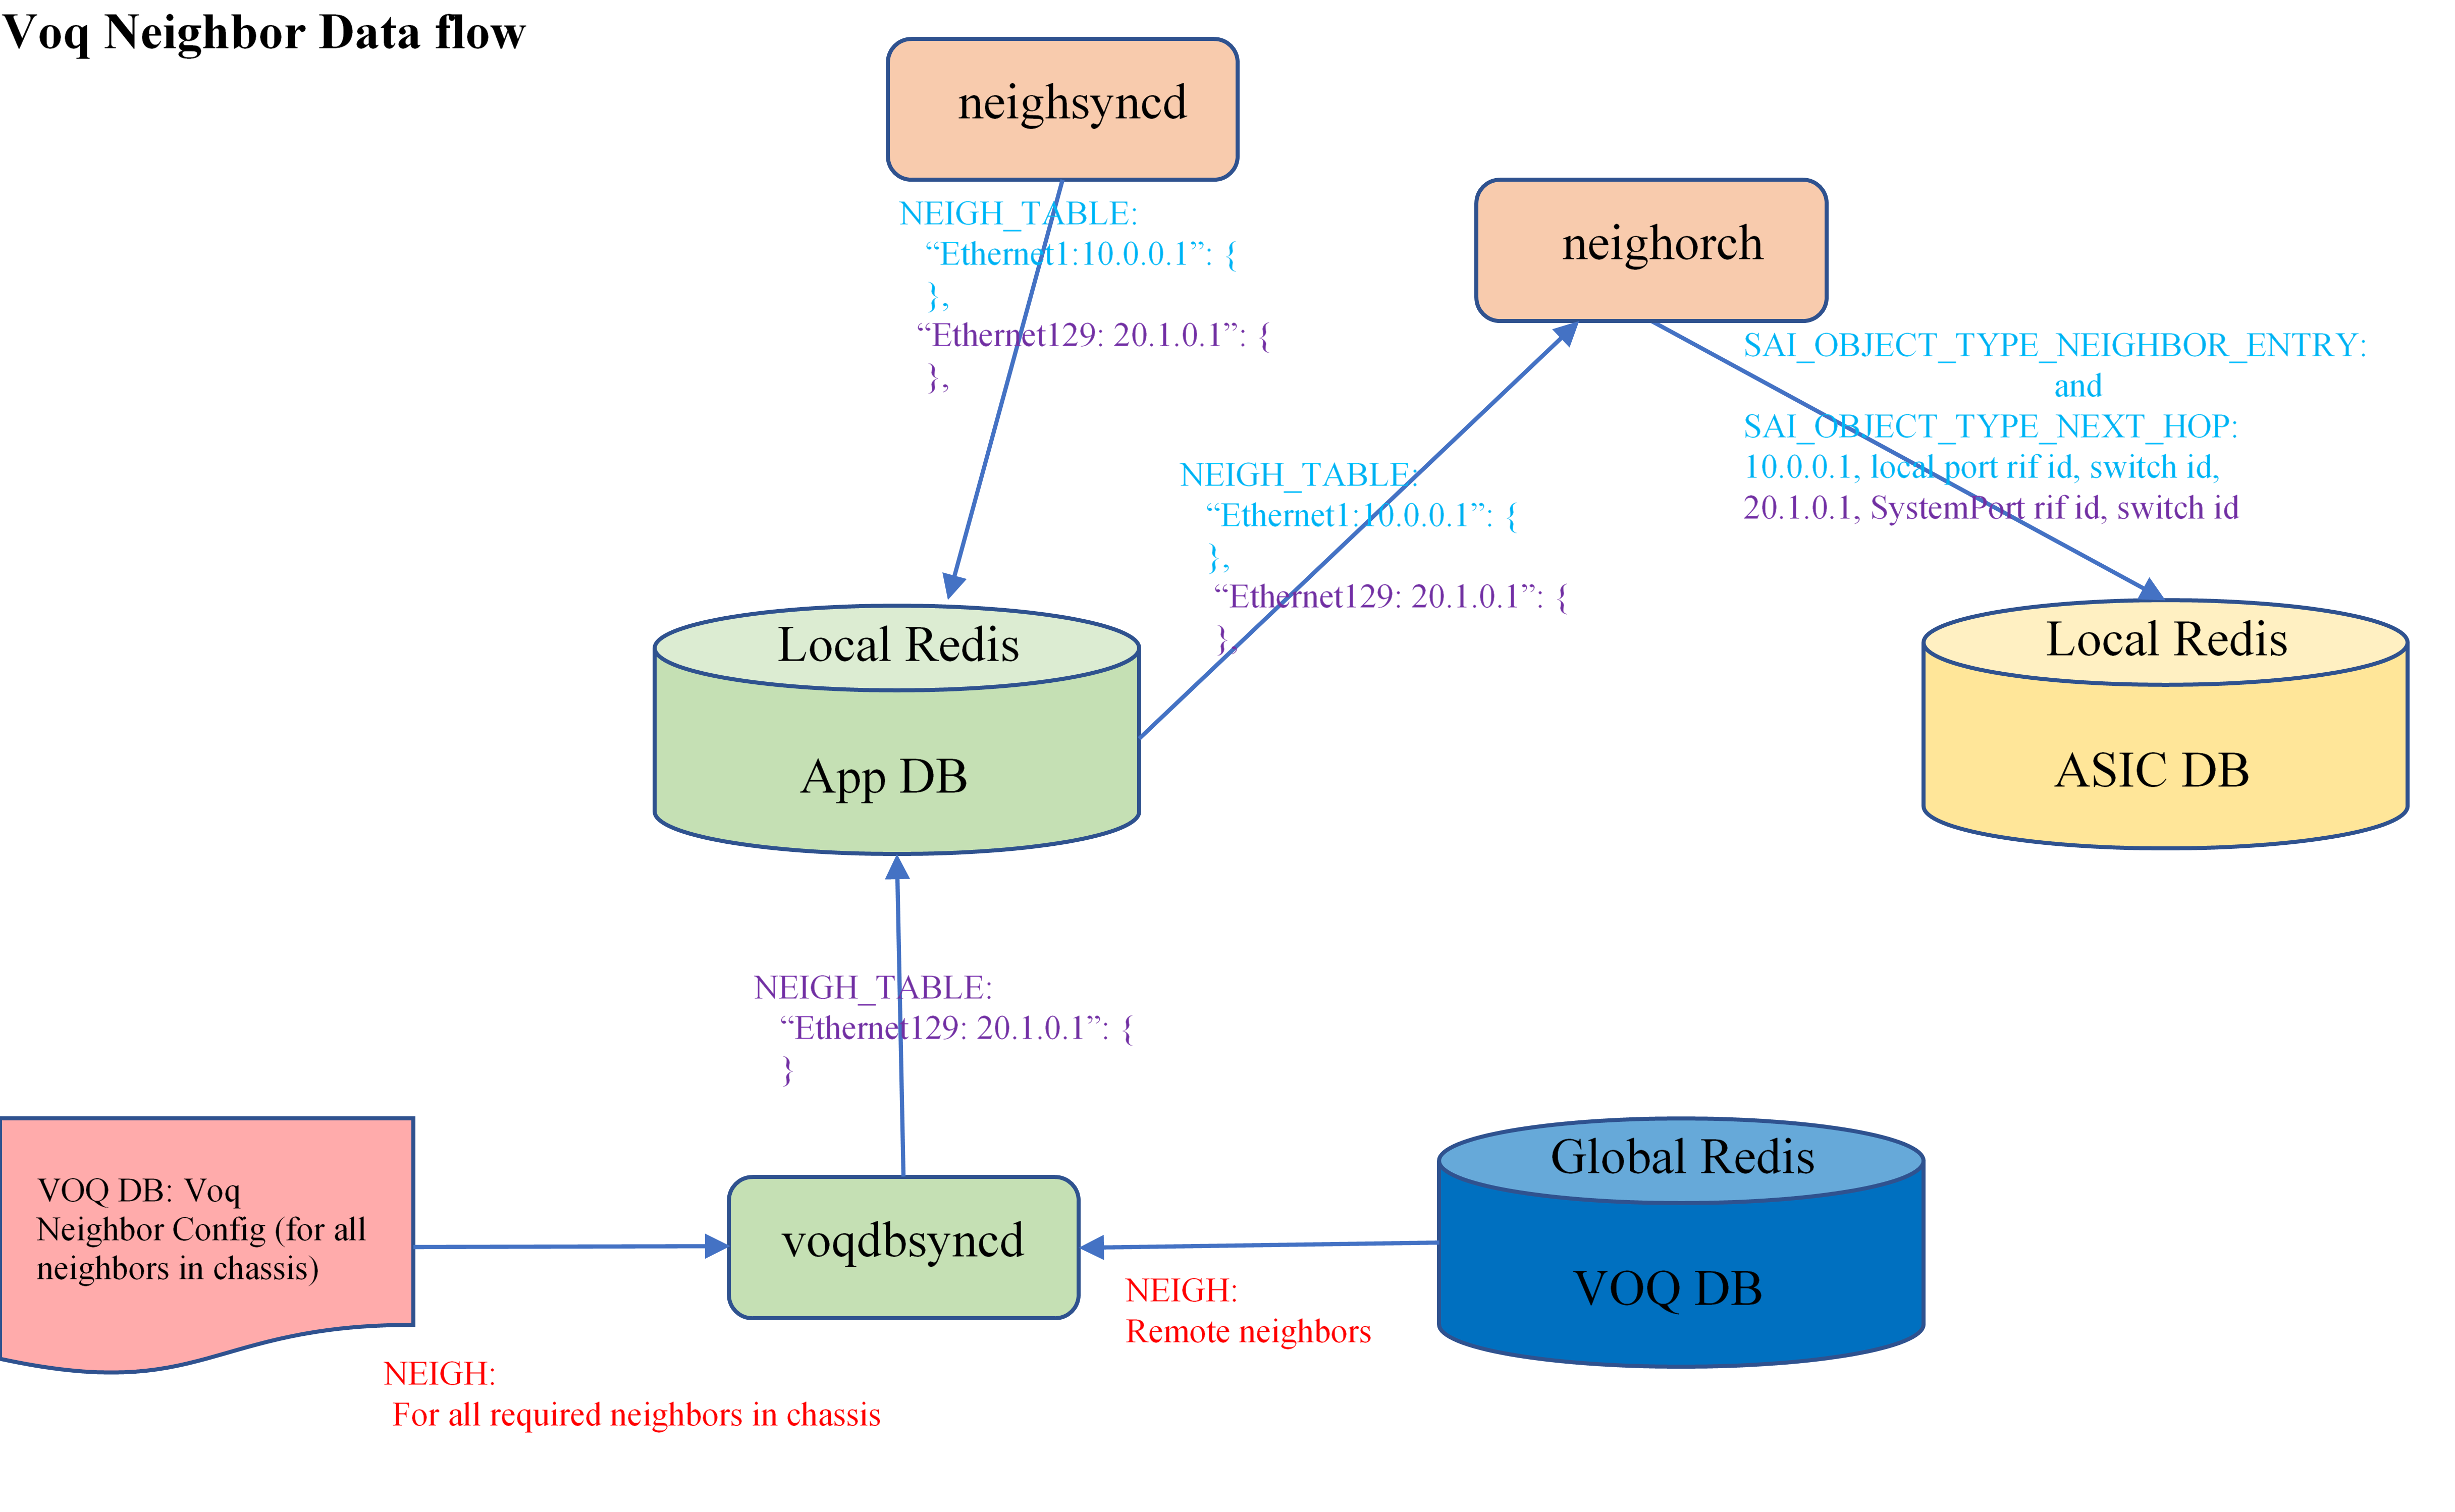 Voq Neighbor Data flow
neighsyncd
NEIGH_TABLE:
“Ethernet1:10.0.0.1”: {
},
“Ethernet129: 20.1.0.1”: {
},
neighorch
SAI_OBJECT_TYPE_NEIGHBOR_ENTRY:
and
SAI_OBJECT_TYPE_NEXT_HOP:
10.0.0.1, local port rif id, switch id,
20.1.0.1, SystemPort rif id, switch id
NEIGH_TABLE:
“Ethernet1:10.0.0.1”: {
},
“Ethernet129: 20.1.0.1”: {
},
Local Redis
App DB
Local Redis
ASIC DB
NEIGH_TABLE:
“Ethernet129: 20.1.0.1”: {
}
VOQ DB: Voq
Neighbor Config (for all
neighbors in chassis)
voqdbsyncd
Global Redis
VOQ DB
NEIGH:
Remote neighbors
NEIGH:
For all required neighbors in chassis